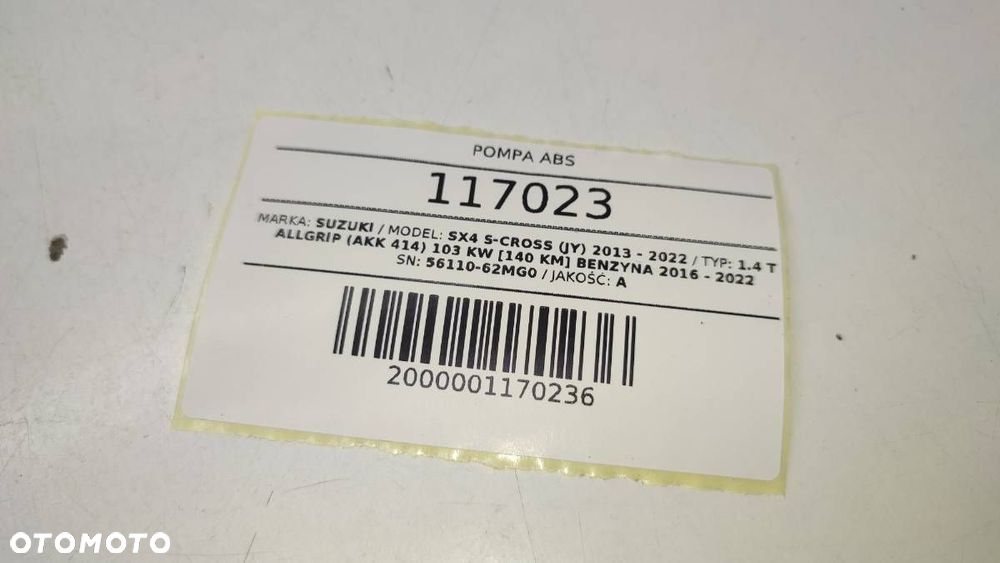 POMPA ABS
117023
MARKA: SUZUKI / MODEL: SX4 S-CROSS (JY) 2013 - 2022 / TYP: 1.4 T
ALLGRIP (AKK 414) 103 KW [140 KM] BENZYNA 2016 - 2022
SN: 56110-62MG0 / JAKOŚĆ: A
2000001170236
OTOMOTO